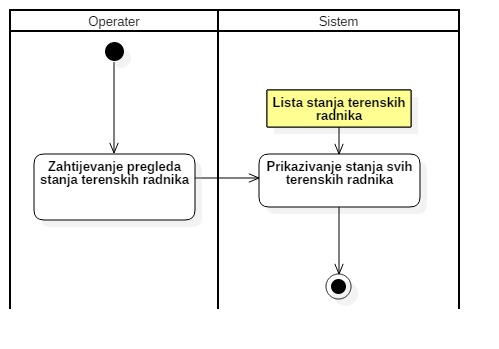 Operater
Sistem
Lista stanja terenskih
radnika
Zahtijevanje pregleda
stanja terenskih radnika
Prikazivanje stanja svih
terenskih radnika